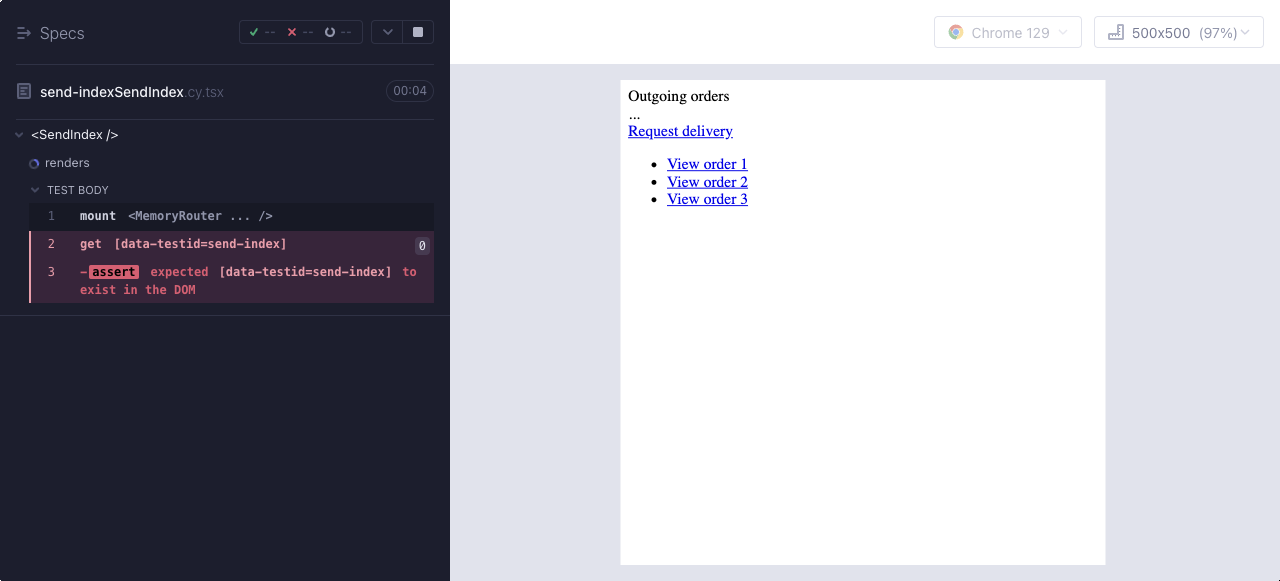 Specs
-- -- --
send-indexSendIndex.cy.tsx
00:04
<SendIndex />
renders
TEST BODY
1 mount <MemoryRouter ... />
2 get [data-testid=send-index] 0
3 -assert expected [data-testid=send-index] to
exist in the DOM
Chrome 129
500x500 (97%)
Outgoing orders
...
Request delivery
• View order 1
• View order 2
• View order 3